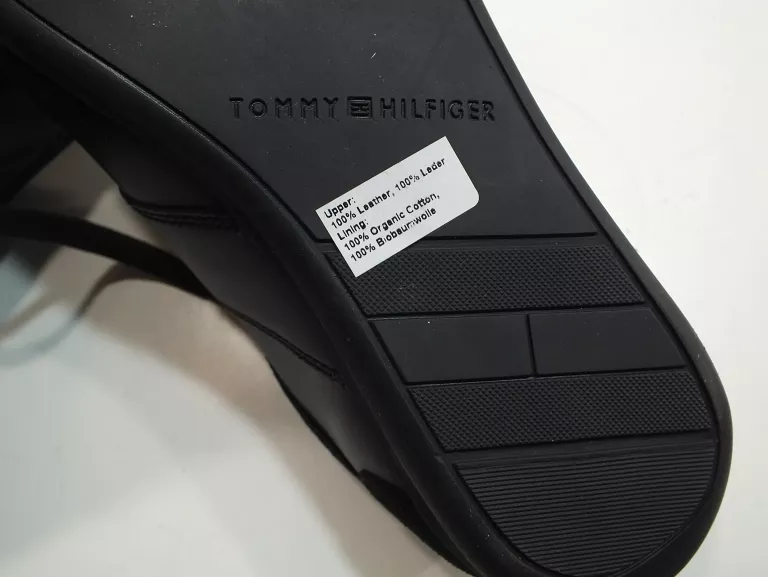 TOMMY HILFIGER
Upper:
100% Leather, 100% Leder
Lining:
100% Organic Cotton,
100% Biobaumwolle